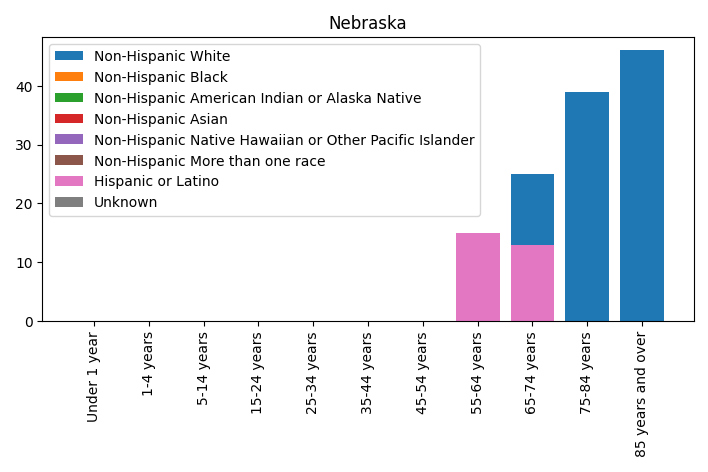 Nebraska
Non-Hispanic White
Non-Hispanic Black
Non-Hispanic American Indian or Alaska Native
Non-Hispanic Asian
Non-Hispanic Native Hawaiian or Other Pacific Islander
Non-Hispanic More than one race
Hispanic or Latino
Unknown
40
30
20
10
0
Under 1 year
1-4 years
5-14 years
15-24 years
25-34 years
35-44 years
45-54 years
55-64 years
65-74 years
75-84 years
85 years and over